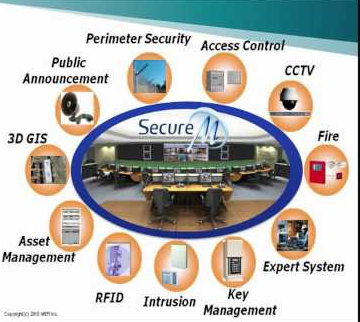 Perimeter Security
Access Control
Public
Announcement
CCTV
Secure M
3D GIS
Fire
Asset
Management
Expert System
RFID
Intrusion
Key
Management